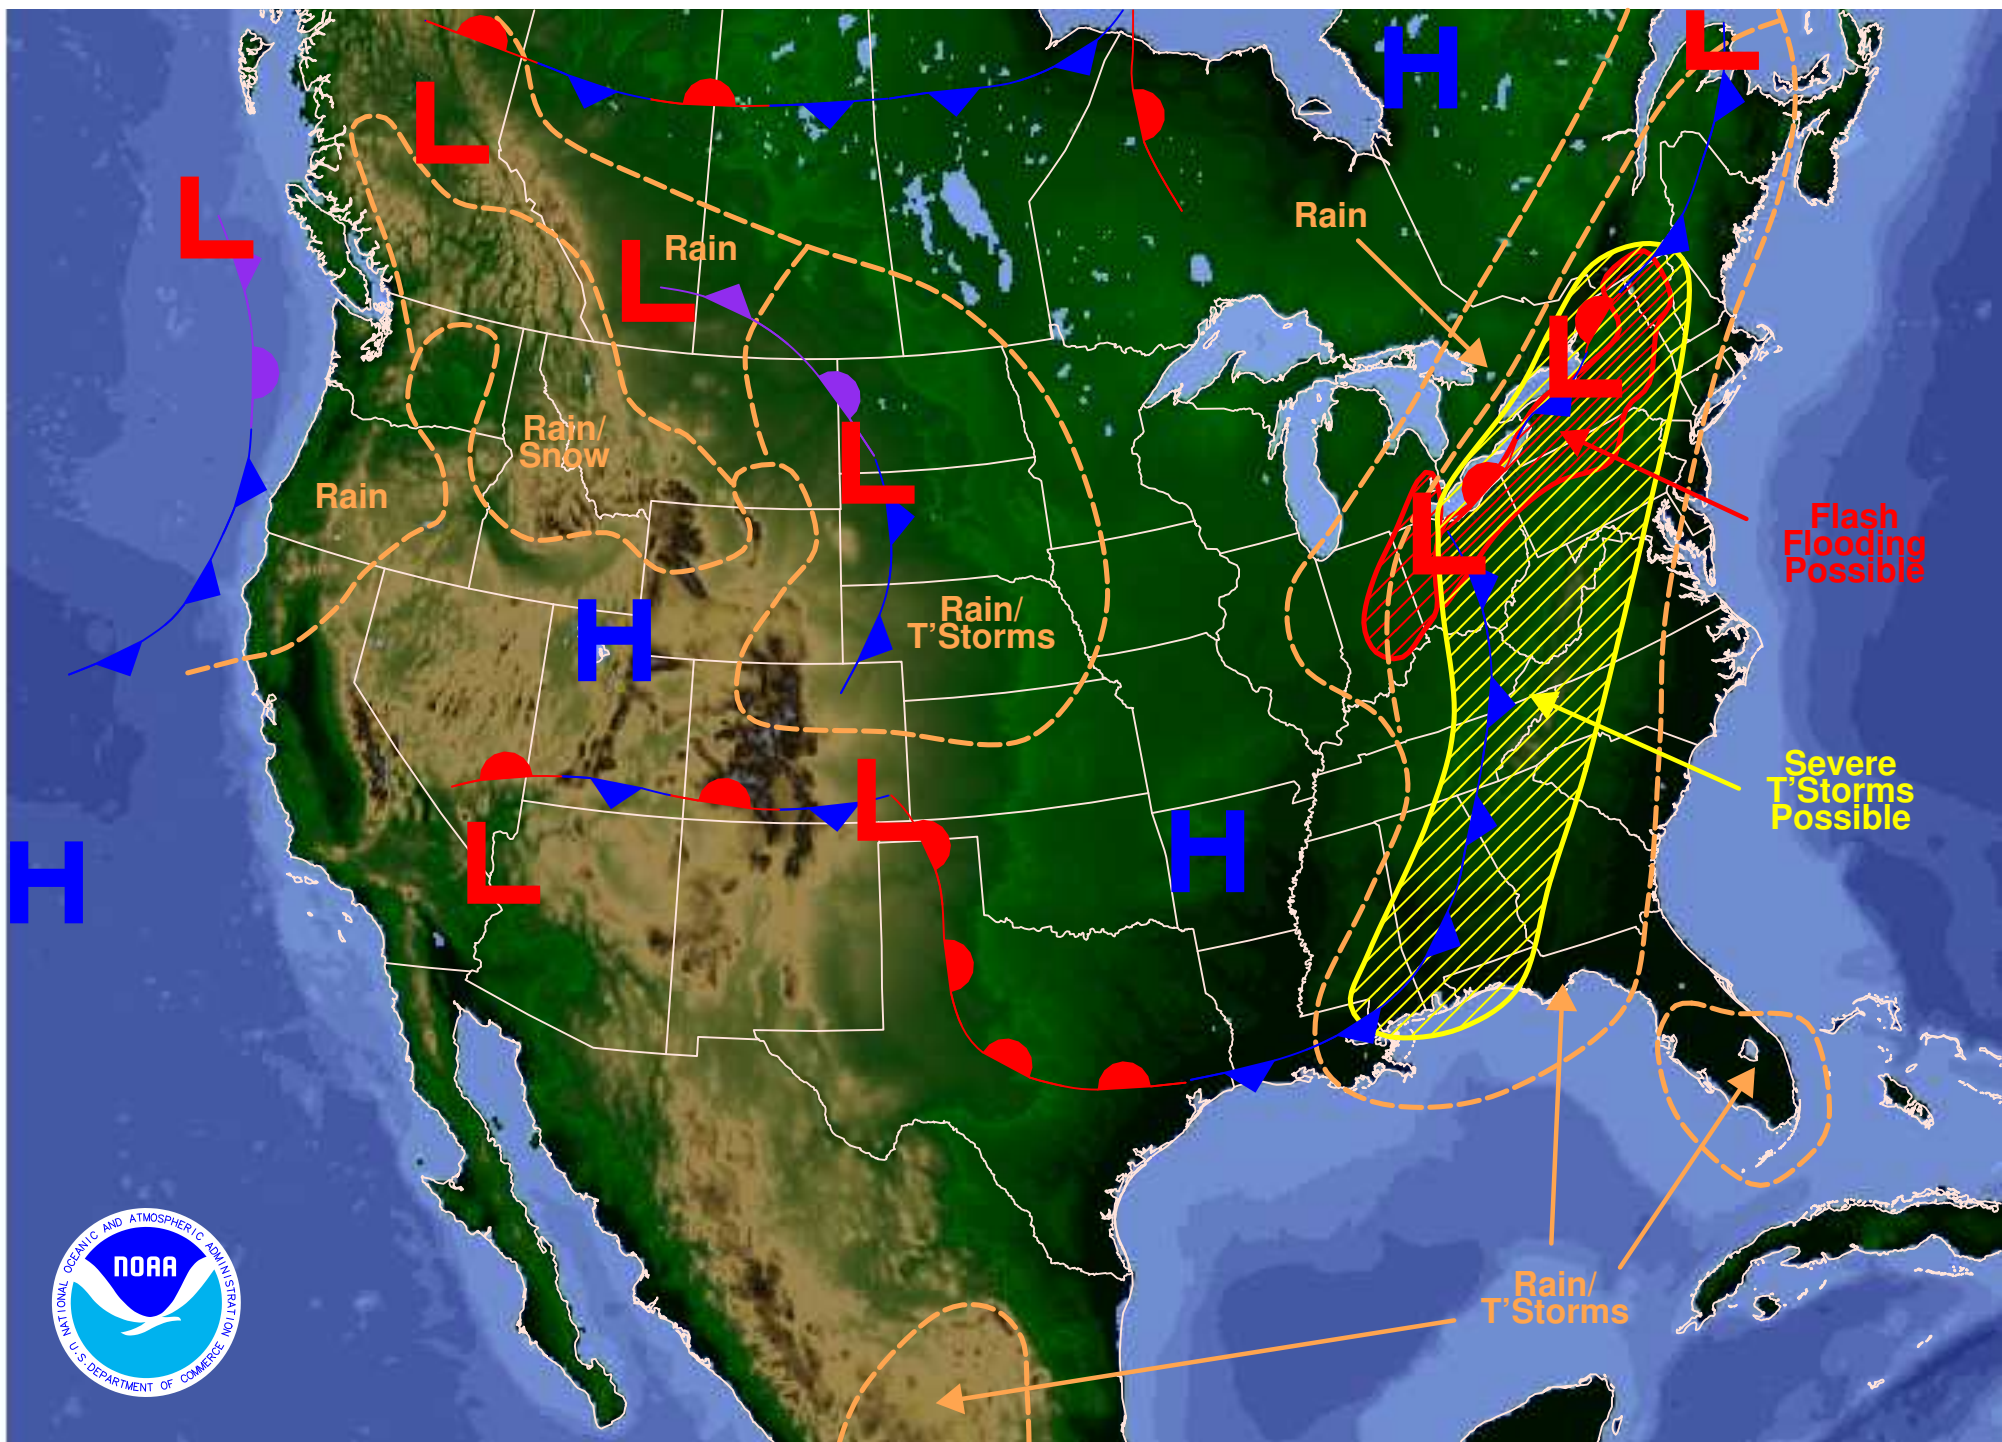 L
H
L
L
L
Rain
Rain
L
L
Rain/
Snow
L
Rain
L
Flash
Flooding
Possible
H
Rain/
T'Storms
Severe
T'Storms
Possible
L
H
L
H
NATIONAL OCEANIC AND ATMOSPHERIC ADMINISTRATION
NOAA
U.S. DEPARTMENT OF COMMERCE
Rain/
T'Storms